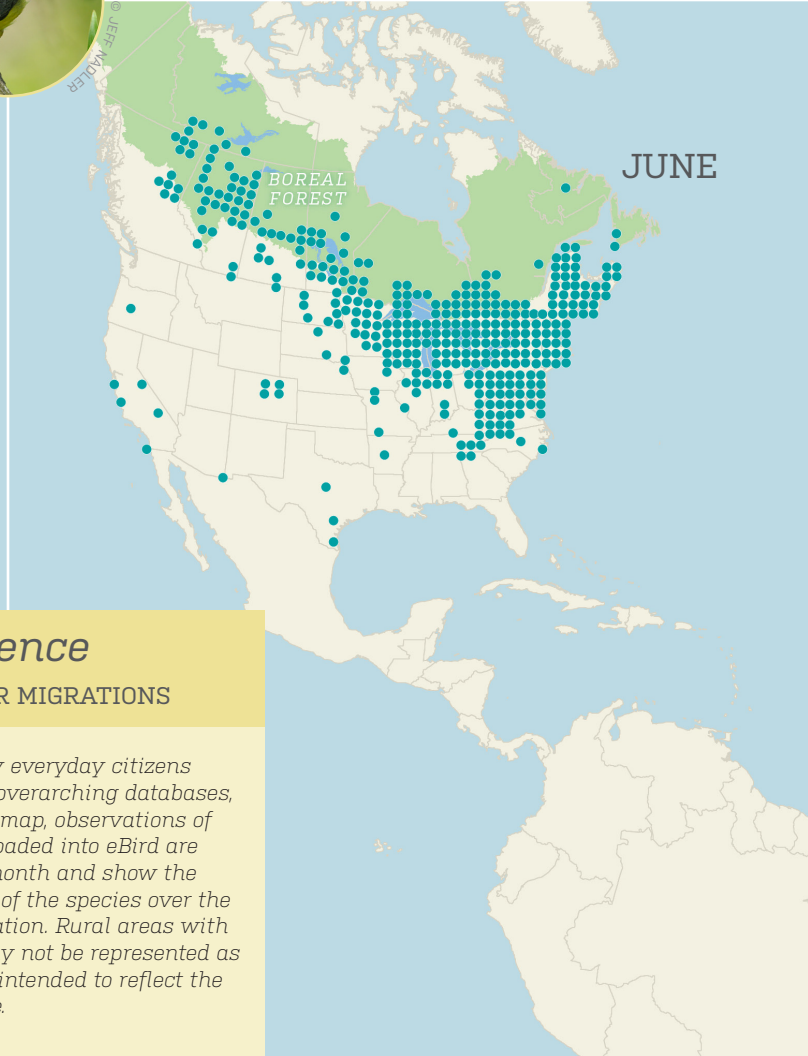 © JEFF NADLER
JUNE
BOREAL
FOREST
ence
R MIGRATIONS
y everyday citizens
overarching databases,
map, observations of
oaded into eBird are
month and show the
of the species over the
ation. Rural areas with
y not be represented as
intended to reflect the
e.